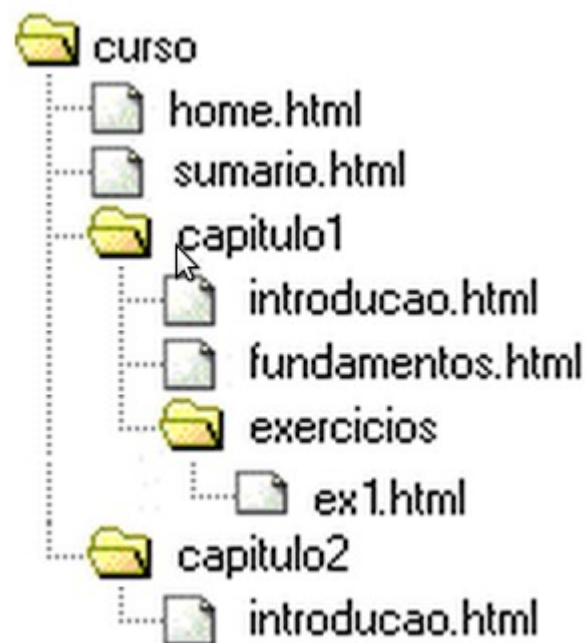 curso
home.html
sumario.html
capitulo1
introducao.html
fundamentos.html
exercicios
ex1.html
capitulo2
introducao.html